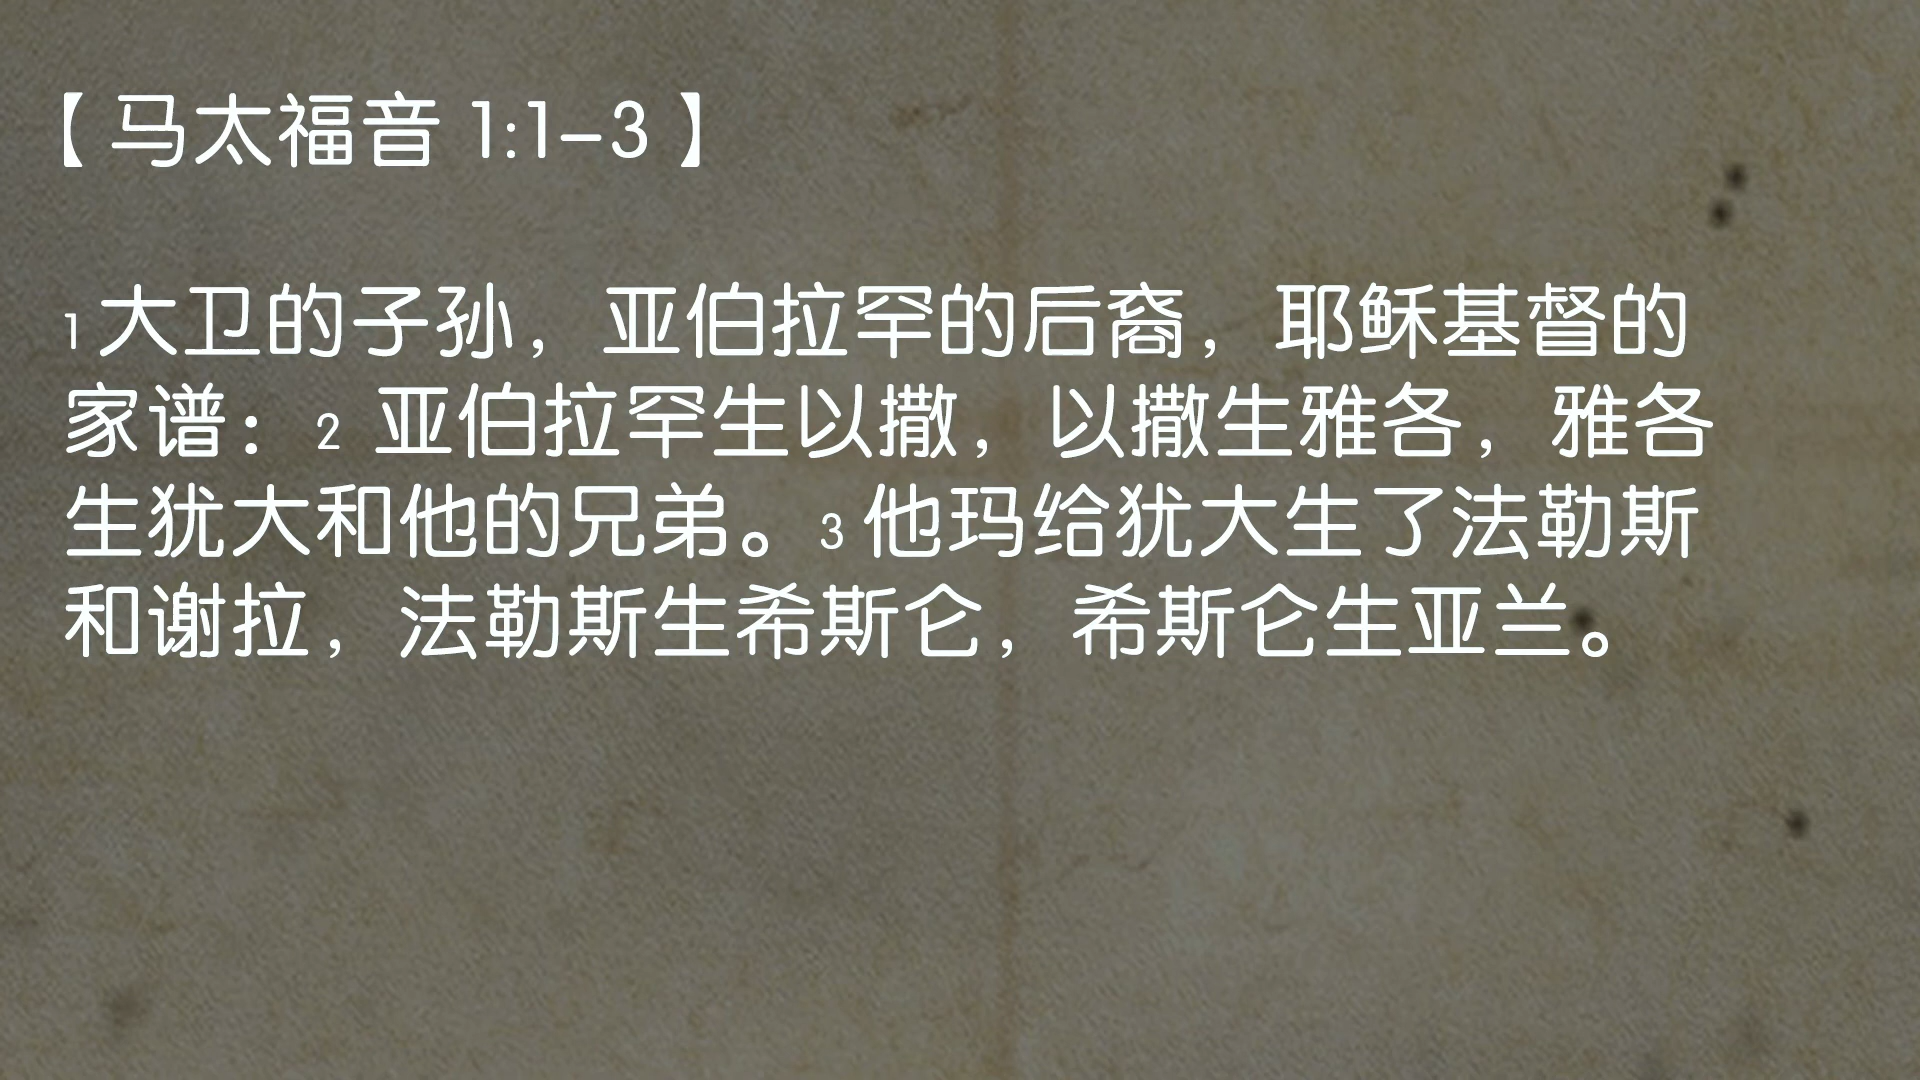 【马太福音 1:1-3】
1 大卫的子孙，亚伯拉罕的后裔，耶稣基督的
家谱：2 亚伯拉罕生以撒，以撒生雅各，雅各
生犹大和他的兄弟。3 他玛给犹大生了法勒斯
和谢拉，法勒斯生希斯仑，希斯仑生亚兰。